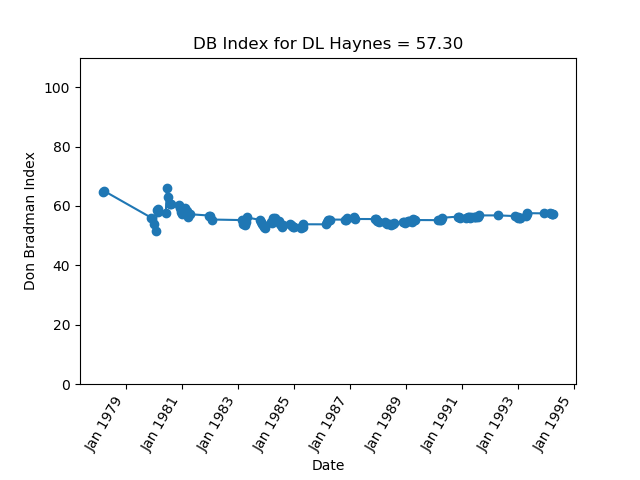 DB Index for DL Haynes = 57.30
Don Bradman Index
100
80
60
40
20
0
Jan 1979
Jan 1981
Jan 1983
Jan 1985
Jan 1987
Jan 1989
Jan 1991
Jan 1993
Jan 1995
Date